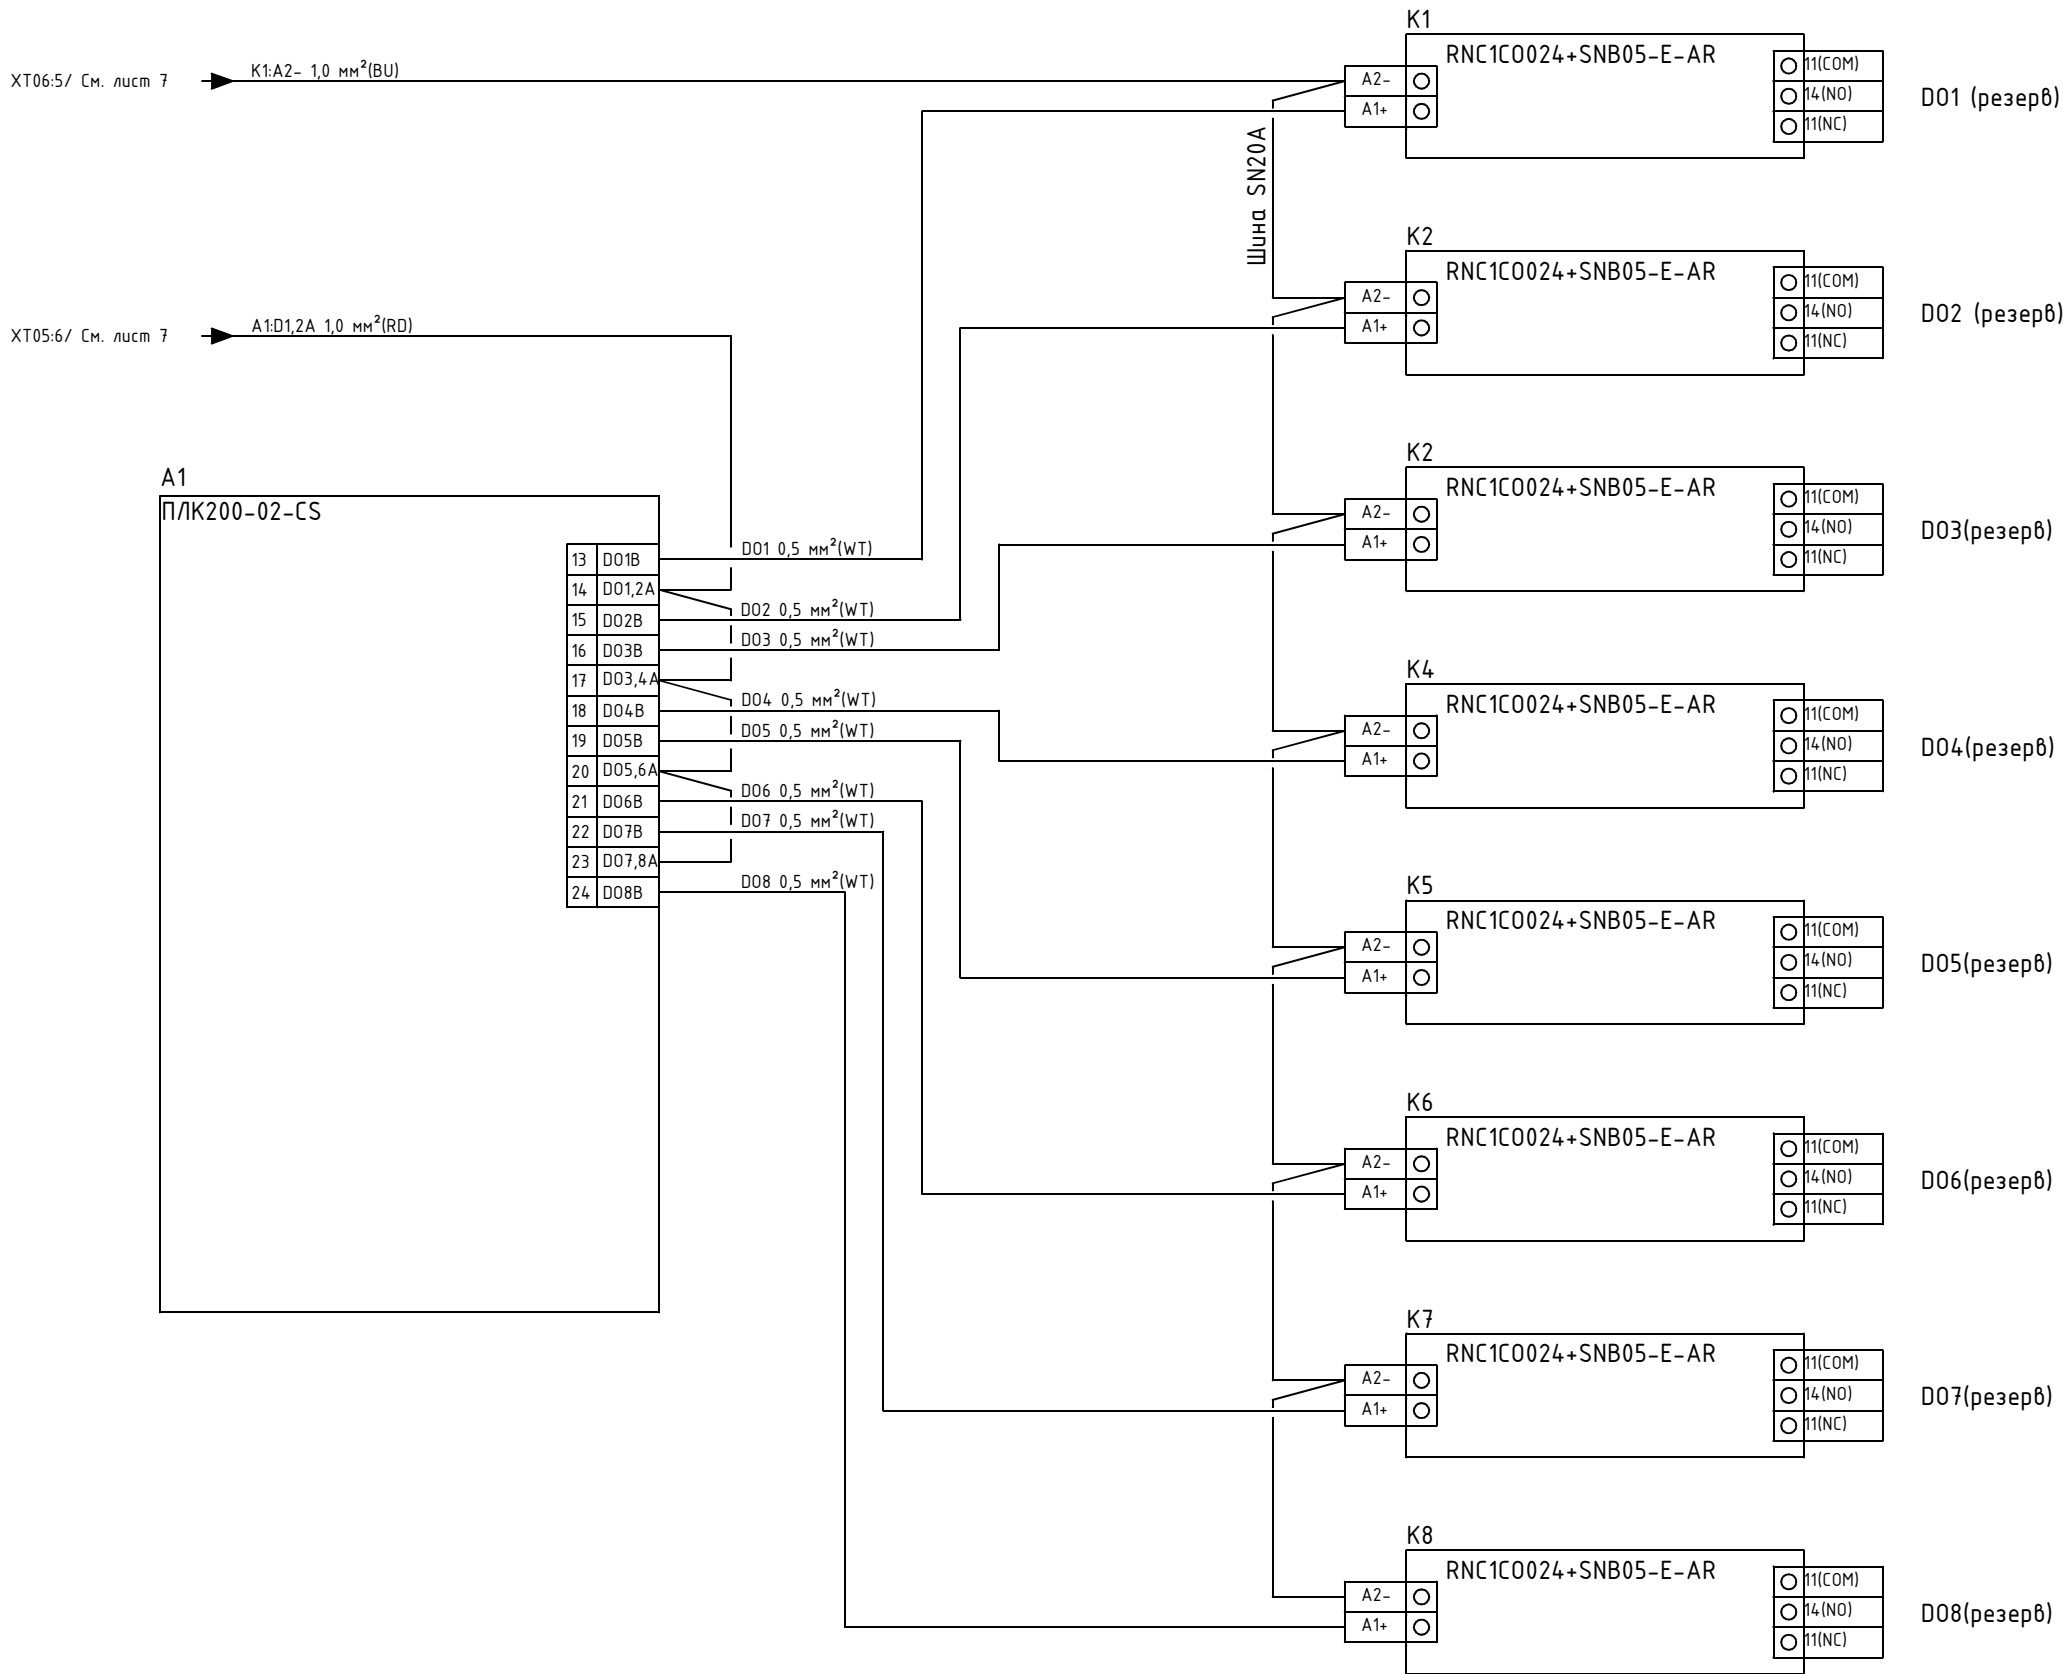 XT06:5/ См. лист 7
K1:A2- 1,0 мм²(BU)
XT05:6/ См. лист 7
A1:D1,2A 1,0 мм²(RD)
A1
ПЛК200-02-CS
13 DO1B
14 DO1,2A
15 DO2B
16 DO3B
17 DO3,4A
18 DO4B
19 DO5B
20 DO5,6A
21 DO6B
22 DO7B
23 DO7,8A
24 DO8B
DO1 0,5 мм²(WT)
DO2 0,5 мм²(WT)
DO3 0,5 мм²(WT)
DO4 0,5 мм²(WT)
DO5 0,5 мм²(WT)
DO6 0,5 мм²(WT)
DO7 0,5 мм²(WT)
DO8 0,5 мм²(WT)
Шина SN20A
K1
RNC1CO024+SNB05-E-AR
A2-
A1+
11(COM)
14(NO)
11(NC)
DO1 (резерв)
K2
RNC1CO024+SNB05-E-AR
A2-
A1+
11(COM)
14(NO)
11(NC)
DO2 (резерв)
K2
RNC1CO024+SNB05-E-AR
A2-
A1+
11(COM)
14(NO)
11(NC)
DO3(резерв)
K4
RNC1CO024+SNB05-E-AR
A2-
A1+
11(COM)
14(NO)
11(NC)
DO4(резерв)
K5
RNC1CO024+SNB05-E-AR
A2-
A1+
11(COM)
14(NO)
11(NC)
DO5(резерв)
K6
RNC1CO024+SNB05-E-AR
A2-
A1+
11(COM)
14(NO)
11(NC)
DO6(резерв)
K7
RNC1CO024+SNB05-E-AR
A2-
A1+
11(COM)
14(NO)
11(NC)
DO7(резерв)
K8
RNC1CO024+SNB05-E-AR
A2-
A1+
11(COM)
14(NO)
11(NC)
DO8(резерв)